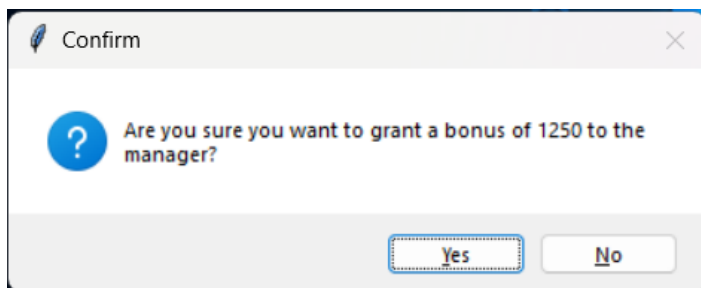 Confirm
Are you sure you want to grant a bonus of 1250 to the
manager?
Yes
No